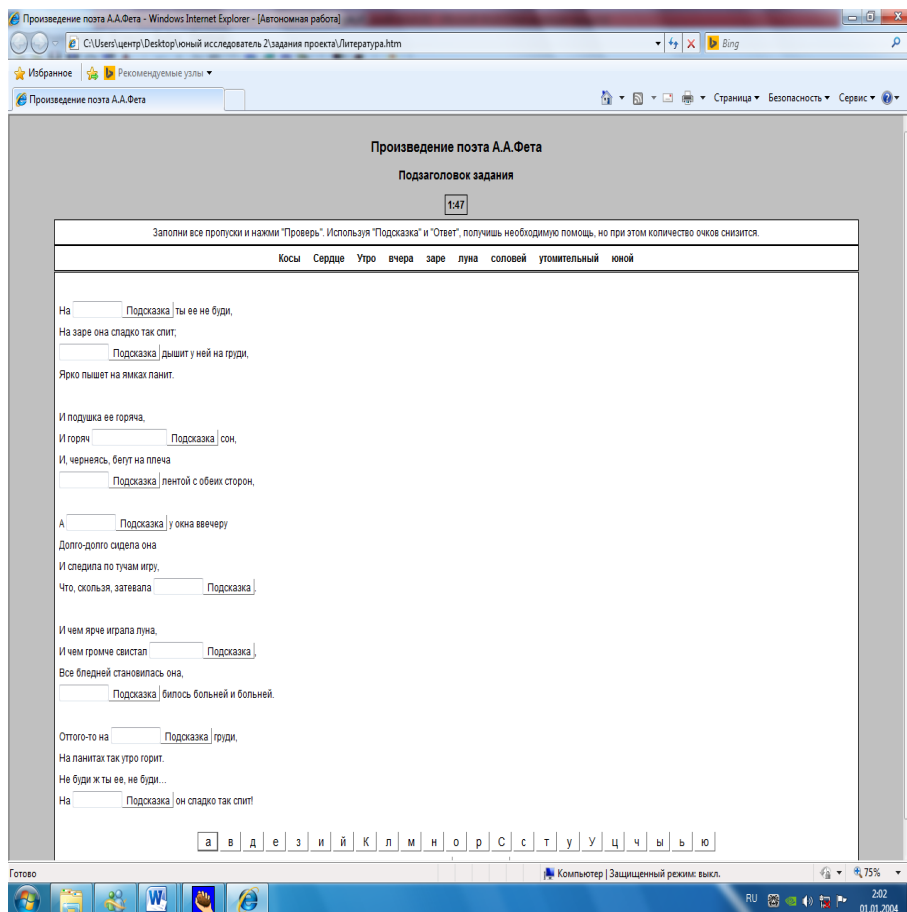 Произведение поэта А.А.Фета - Windows Internet Explorer - [Автономная работа]
C:\Users\центр\Desktop\юный исследователь 2\задания проекта\Литература.htm
Bing
Избранное Рекомендуемые узлы
Произведение поэта А.А.Фета
Страница Безопасность Сервис
Произведение поэта А.А.Фета
Подзаголовок задания
1:47
Заполни все пропуски и нажми "Проверь". Используя "Подсказка" и "Ответ", получишь необходимую помощь, но при этом количество очков снизится.
Косы Сердце Утро вчера заре луна соловей утомительный юной
На Подсказка ты ее не буди,
На заре она сладко так спит;
Подсказка дышит у ней на груди,
Ярко пышет на ямках ланит.
И подушка ее горяча,
И горяч Подсказка сон,
И, чернеясь, бегут на плеча
Подсказка лентой с обеих сторон,
А Подсказка у окна ввечеру
Долго-долго сидела она
И следила по тучам игру,
Что, скользя, затевала Подсказка .
И чем ярче играла луна,
И чем громче свистал Подсказка ,
Все бледней становилась она,
Подсказка билось больней и больней.
Оттого-то на Подсказка груди,
На ланитах так утро горит.
Не буди ж ты ее, не буди...
На Подсказка он сладко так спит!
а в д е з и й К л м н о р С с т у У ц ч ы ь ю
Готово Компьютер | Защищенный режим: выкл. 75%
RU 2:02
01.01.2004